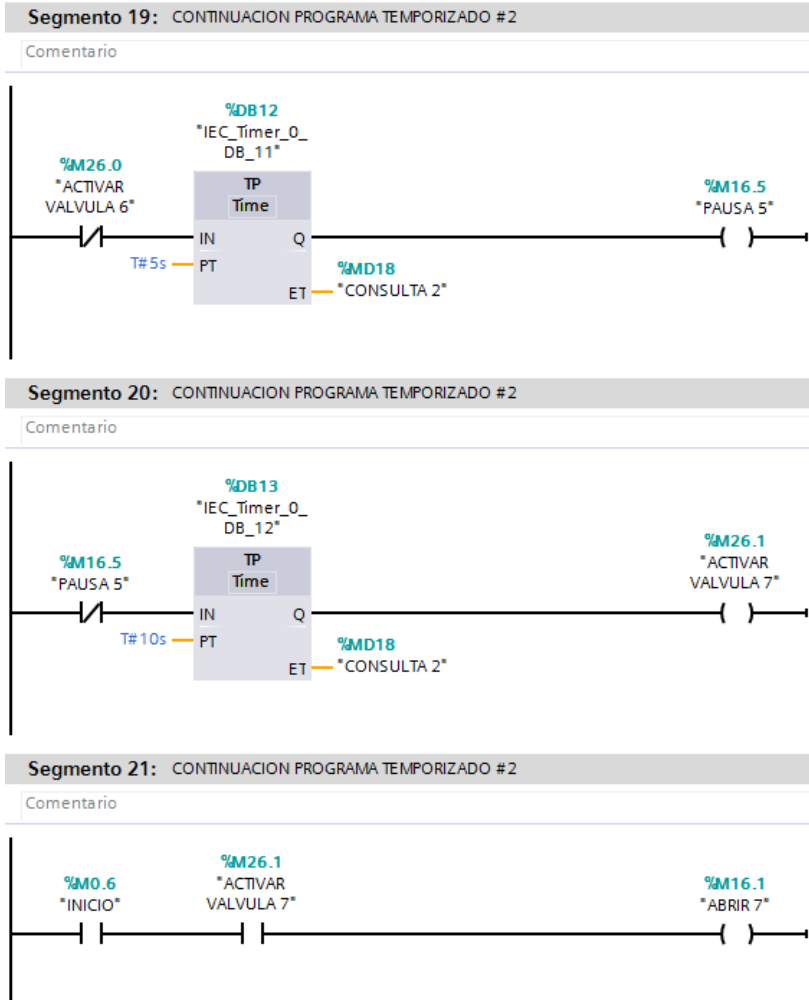 Segmento 19: CONTINUACION PROGRAMA TEMPORIZADO #2
Comentario
%DB12
"IEC_Timer_0_
DB_11"
%M26.0
"ACTIVAR
VALVULA 6"
TP
Time
%M16.5
"PAUSA 5"
IN Q
T#5s PT
%MD18
ET "CONSULTA 2"
Segmento 20: CONTINUACION PROGRAMA TEMPORIZADO #2
Comentario
%DB13
"IEC_Timer_0_
DB_12"
%M16.5
"PAUSA 5"
TP
Time
%M26.1
"ACTIVAR
VALVULA 7"
IN Q
T#10s PT
%MD18
ET "CONSULTA 2"
Segmento 21: CONTINUACION PROGRAMA TEMPORIZADO #2
Comentario
%M0.6
"INICIO"
%M26.1
"ACTIVAR
VALVULA 7"
%M16.1
"ABRIR 7"